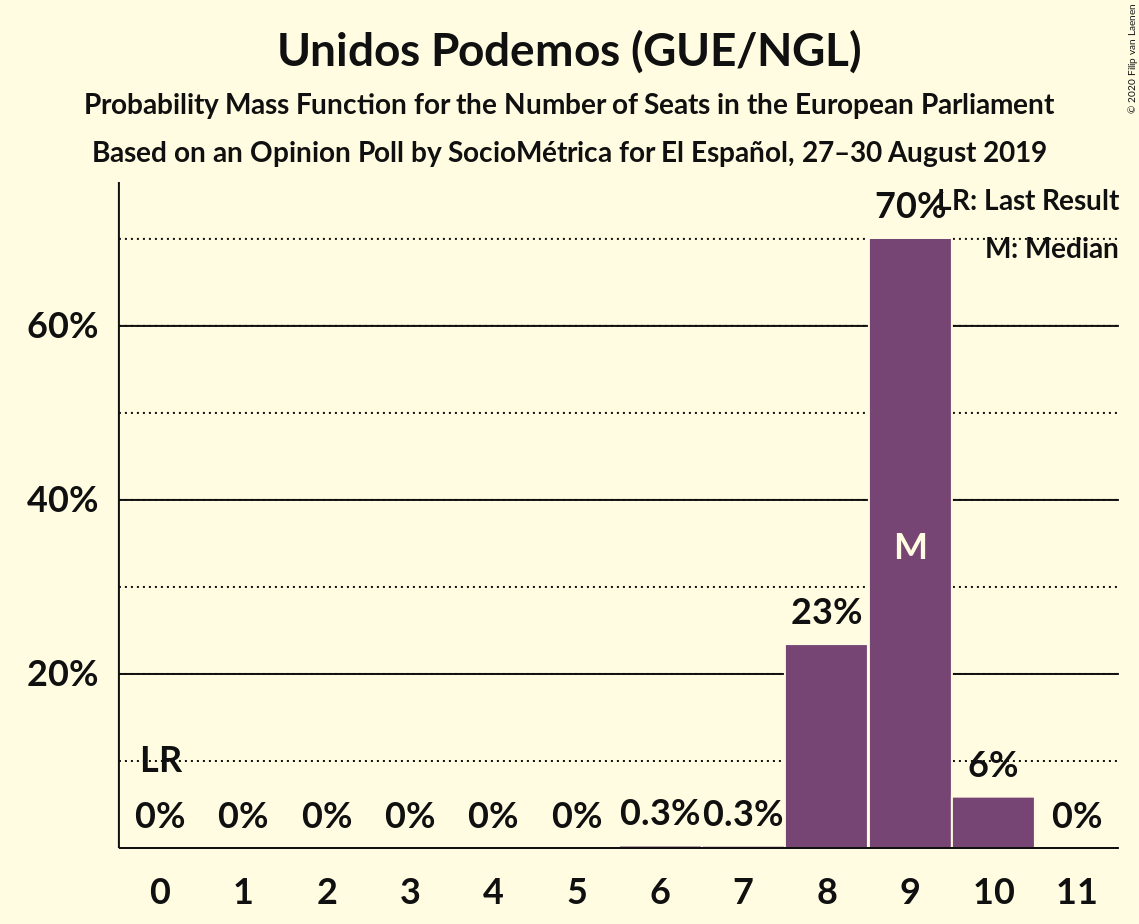 Unidos Podemos (GUE/NGL)
Probability Mass Function for the Number of Seats in the European Parliament
Based on an Opinion Poll by SocioMétrica for El Español, 27–30 August 2019
© 2020 Filip van Laenen
LR: Last Result
M: Median
70%
60%
40%
M
23%
20%
LR
6%
0% 0% 0% 0% 0% 0% 0.3% 0.3% 0%
0 1 2 3 4 5 6 7 8 9 10 11